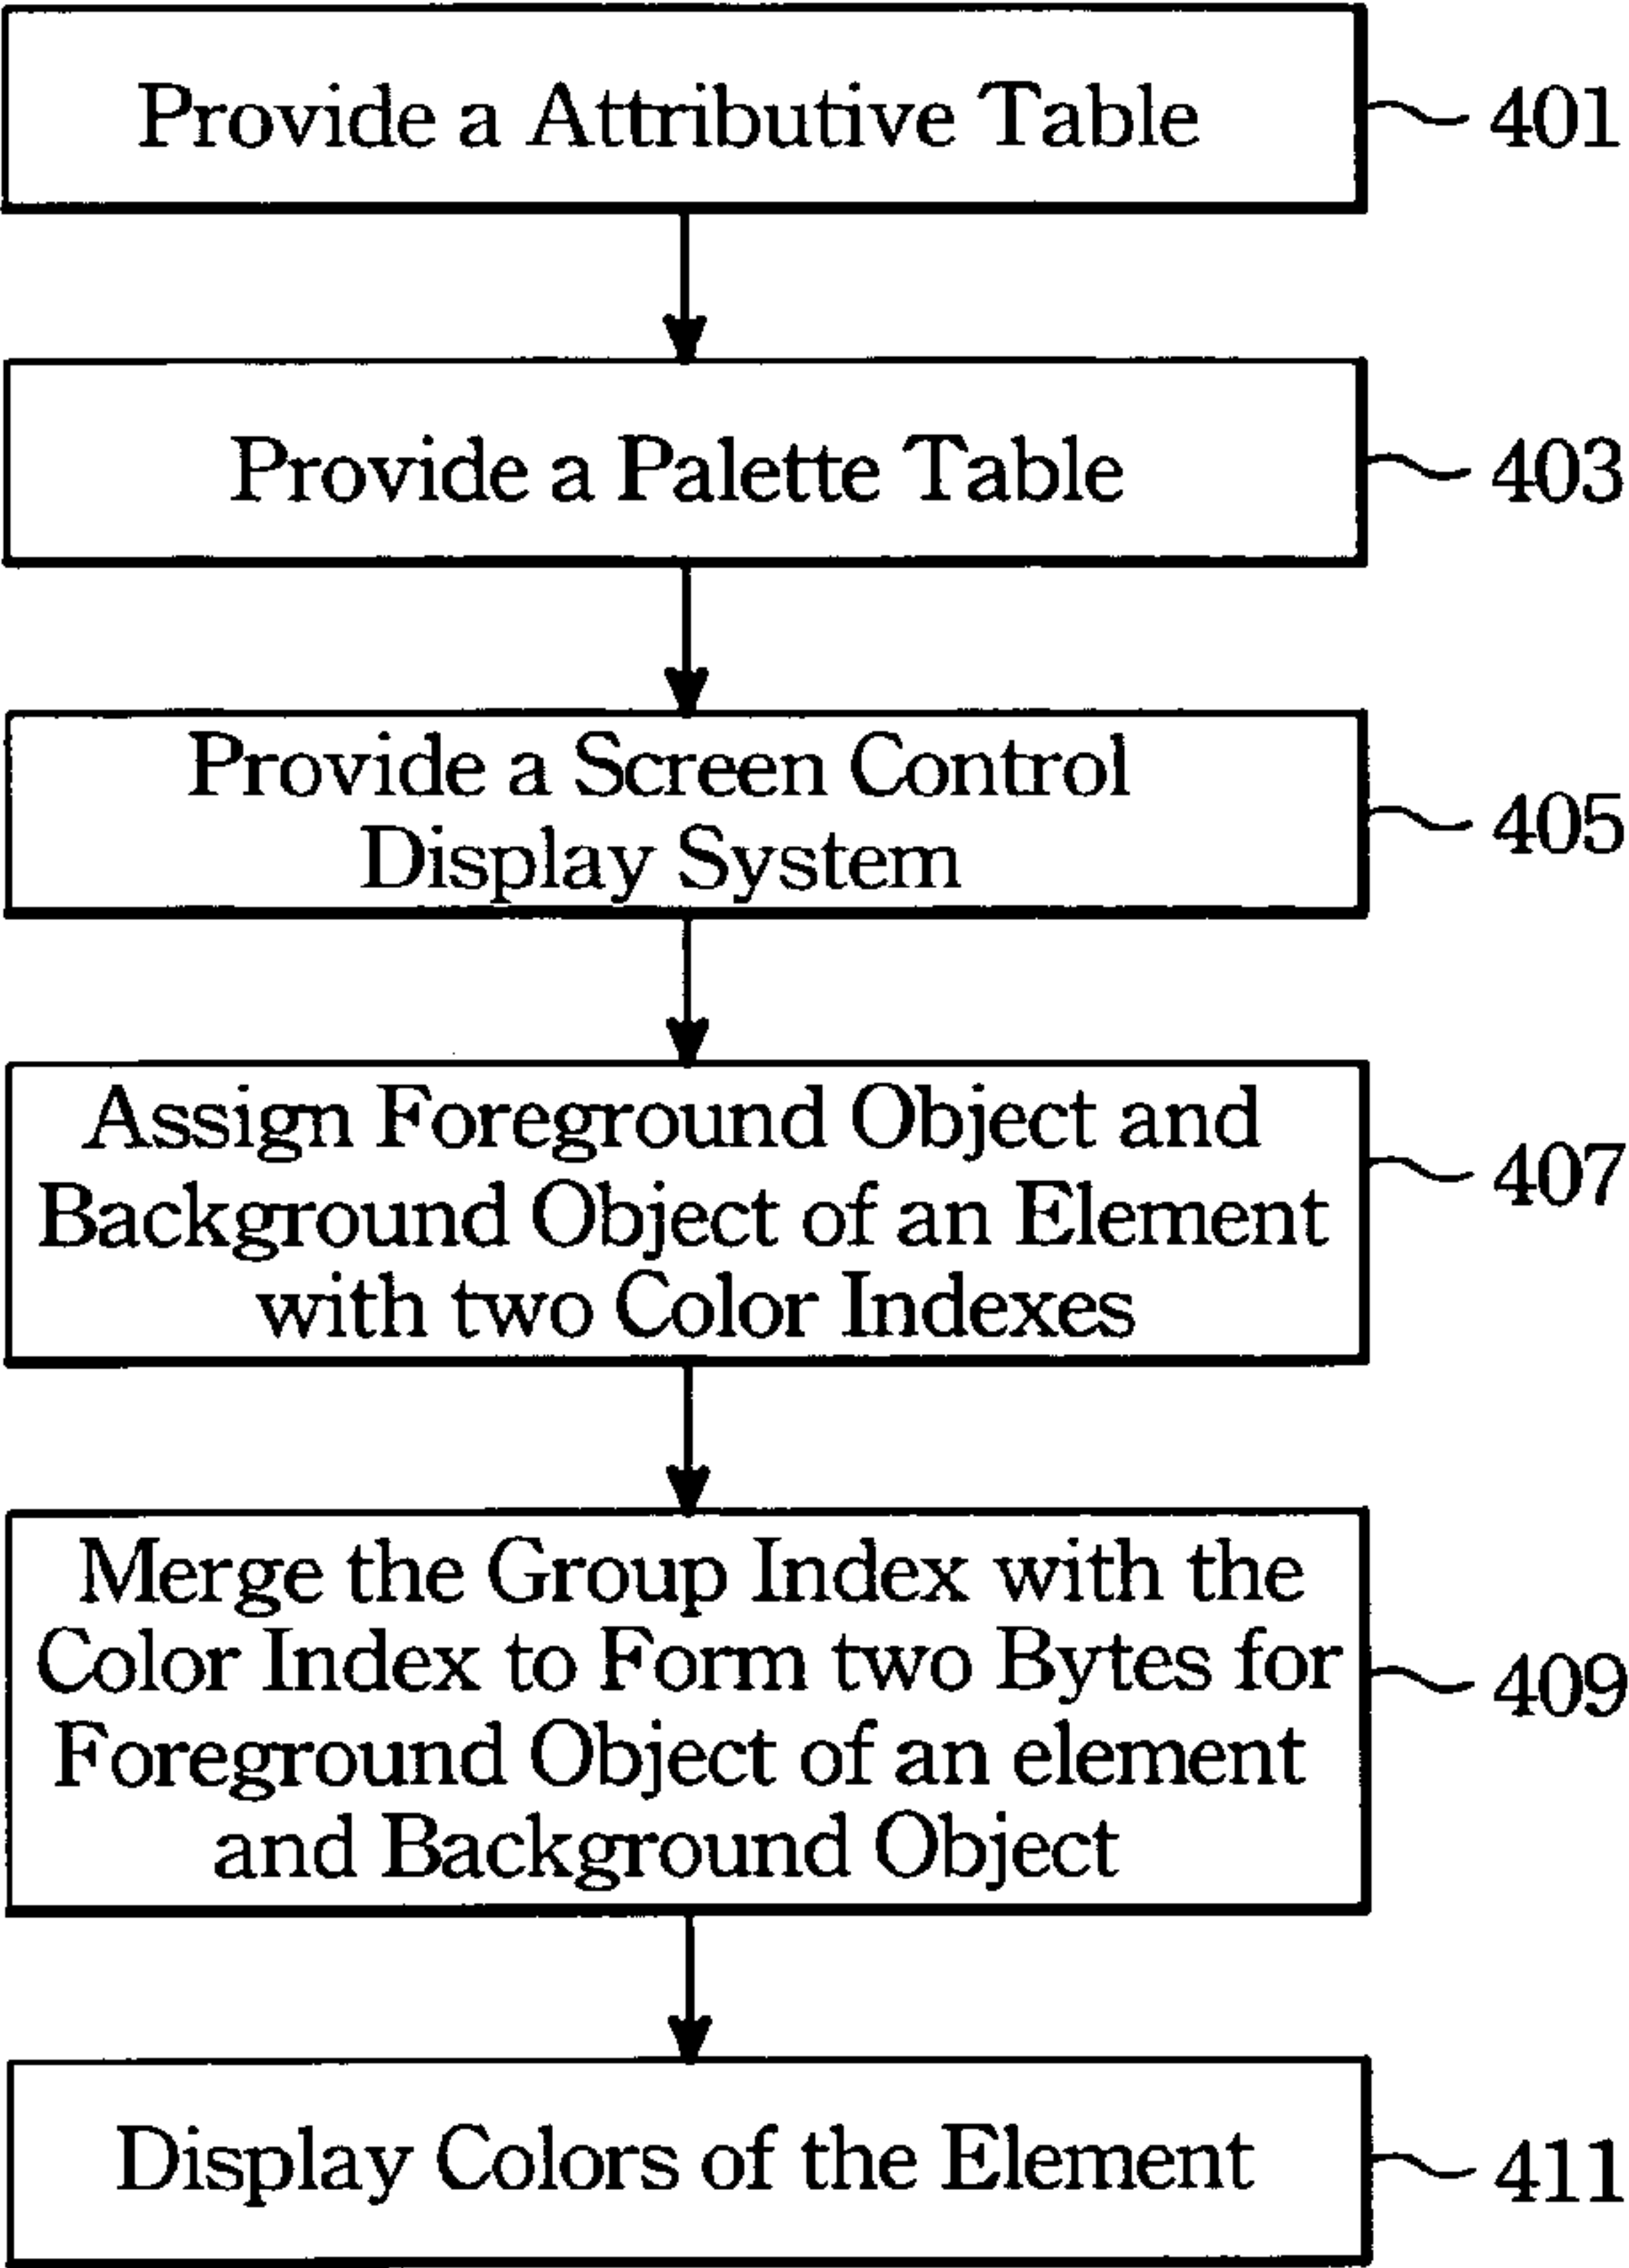 Provide a Attributive Table
401
Provide a Palette Table
403
Provide a Screen Control
Display System
405
Assign Foreground Object and
Background Object of an Element
with two Color Indexes
407
Merge the Group Index with the
Color Index to Form two Bytes for
Foreground Object of an element
and Background Object
409
Display Colors of the Element
411